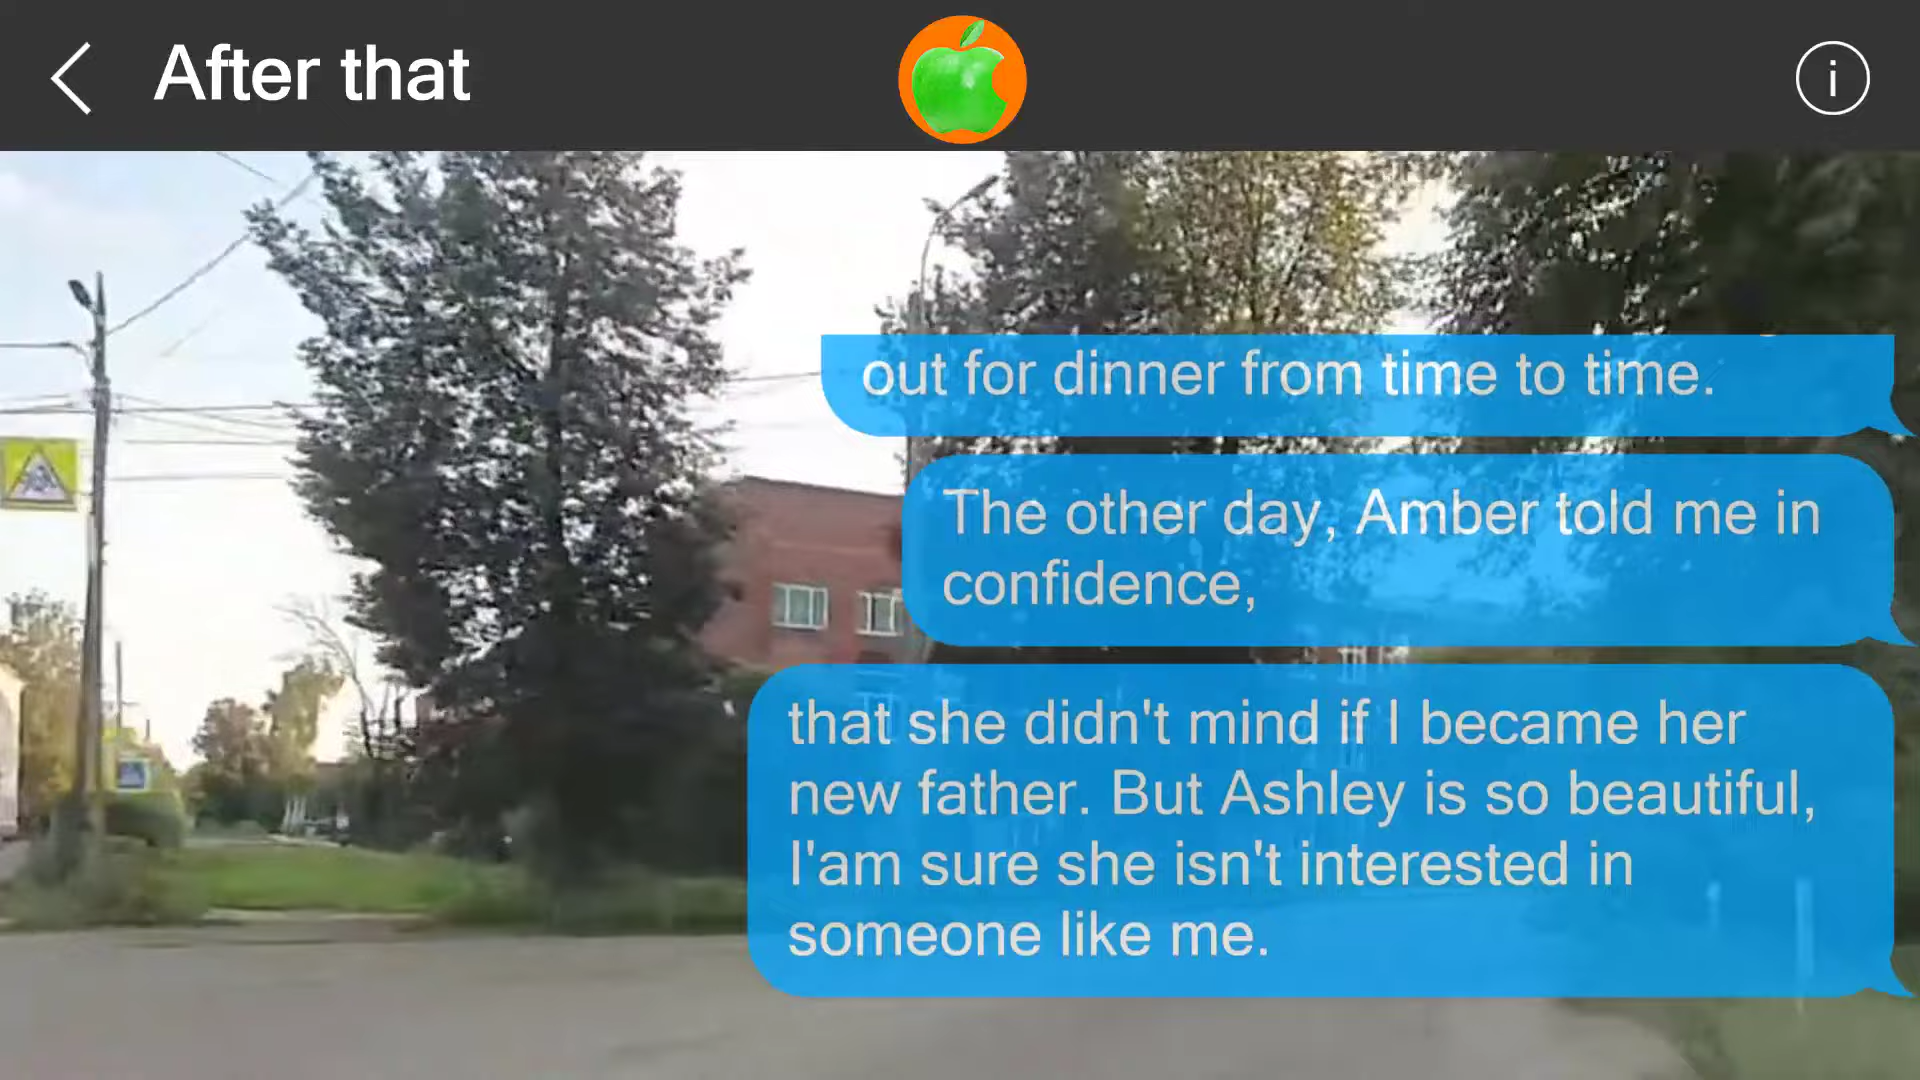 After that
out for dinner from time to time.
The other day, Amber told me in
confidence,
that she didn't mind if I became her
new father. But Ashley is so beautiful,
I'am sure she isn't interested in
someone like me.